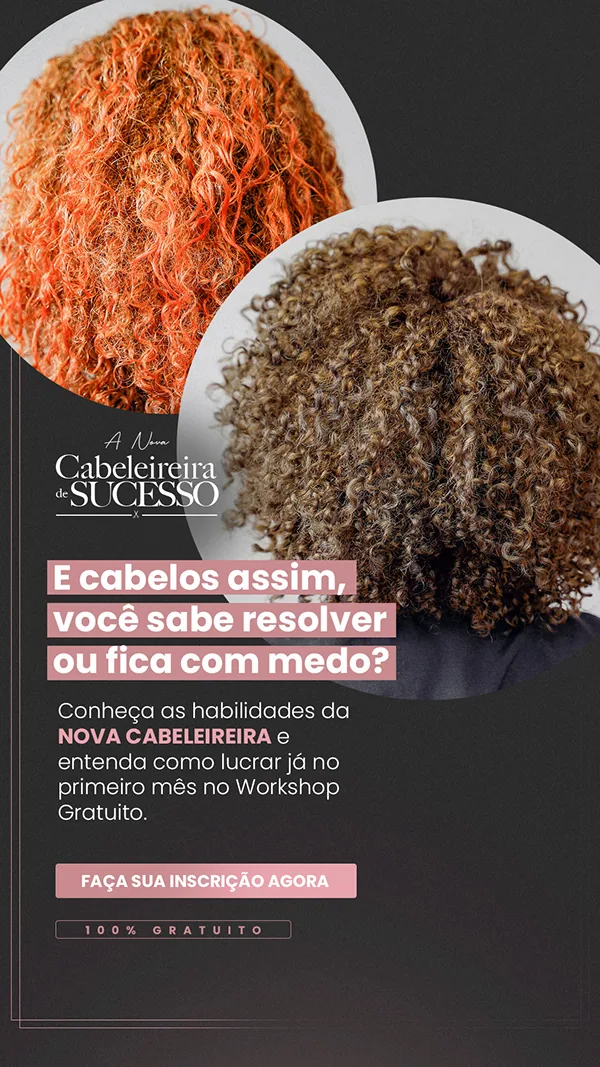 A Nova
Cabeleireira
de SUCESSO
E cabelos assim,
você sabe resolver
ou fica com medo?
Conheça as habilidades da
NOVA CABELEIREIRA e
entenda como lucrar já no
primeiro mês no Workshop
Gratuito.
FAÇA SUA INSCRIÇÃO AGORA
100% GRATUITO